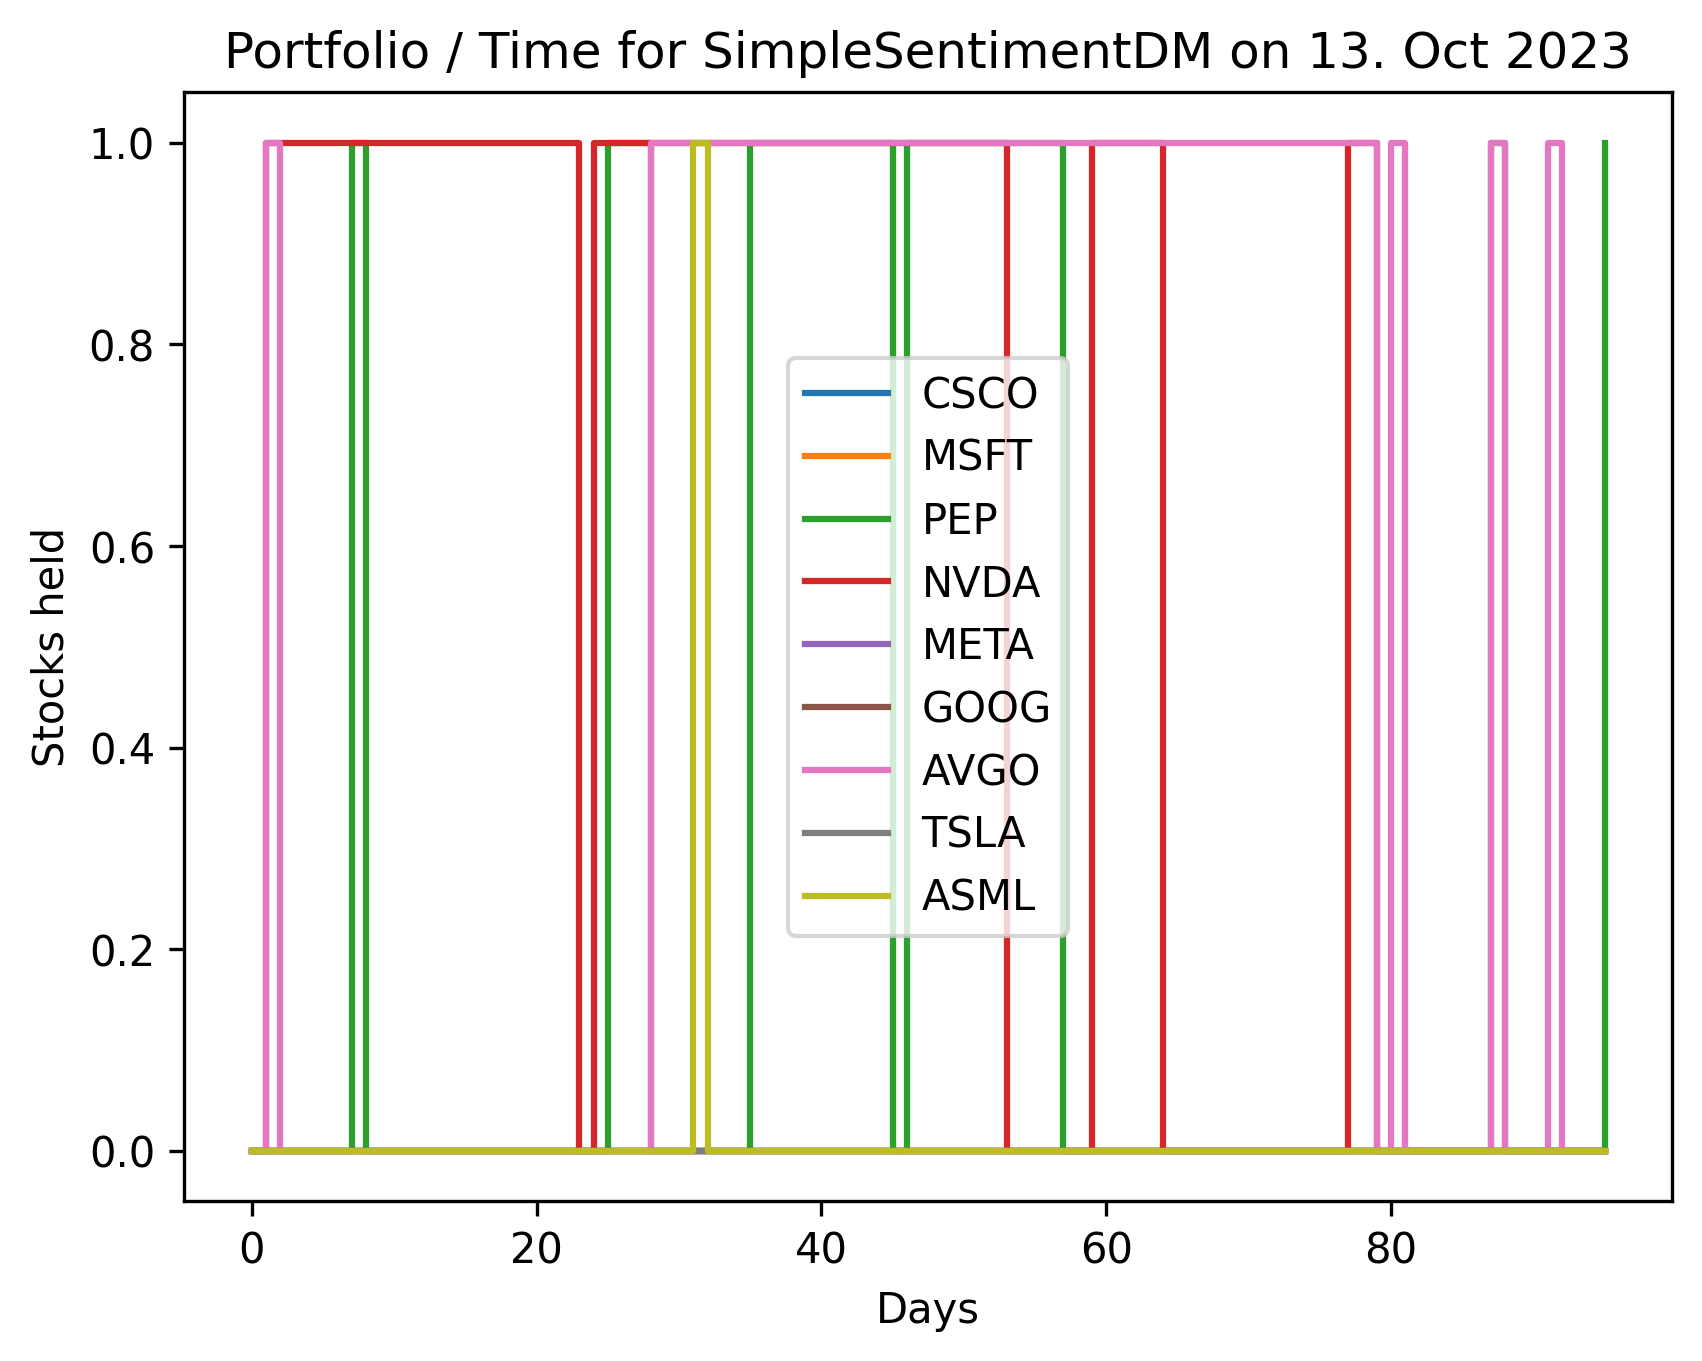 Portfolio / Time for SimpleSentimentDM on 13. Oct 2023
1.0
0.8
0.6
0.4
0.2
0.0
Stocks held
CSCO
MSFT
PEP
NVDA
META
GOOG
AVGO
TSLA
ASML
0 20 40 60 80
Days